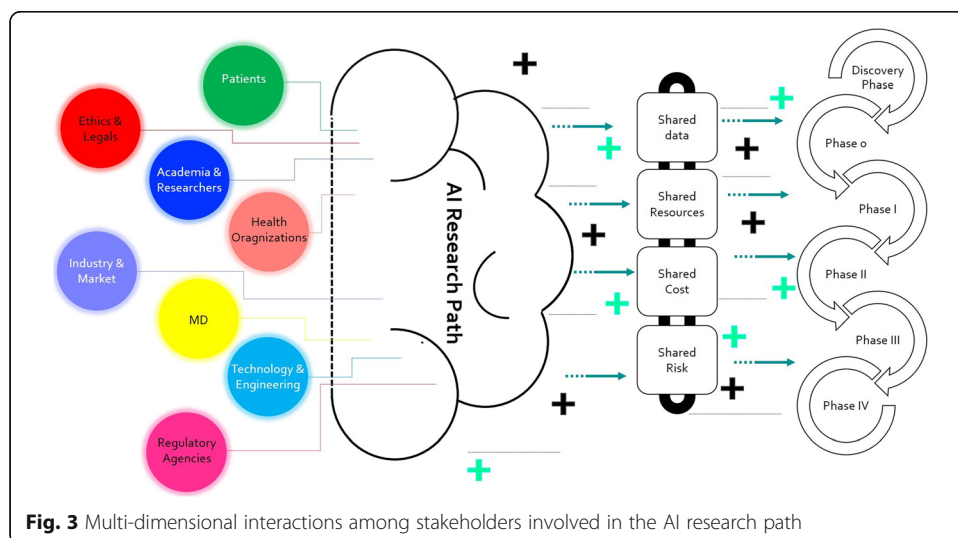 Patients
Ethics &
Legals
Academia &
Researchers
Health
Oragnizations
Industry &
Market
MD
Technology &
Engineering
Regulatory
Agencies
AI Research Path
Shared
data
Shared
Resources
Shared
Cost
Shared
Risk
Discovery
Phase
Phase o
Phase I
Phase II
Phase III
Phase IV
Fig. 3 Multi-dimensional interactions among stakeholders involved in the AI research path